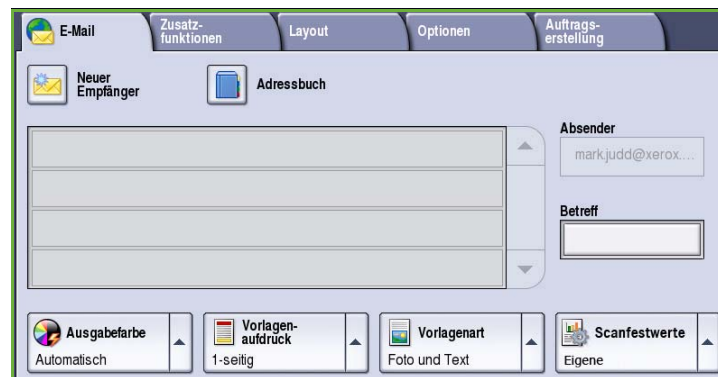 E-Mail
Zusatz-
funktionen
Layout
Optionen
Auftrags-
erstellung
Neuer
Empfänger
Adressbuch
Absender
mark.judd@xerox....
Betreff
Ausgabefarbe
Automatisch
Vorlagen-
aufdruck
1-seitig
Vorlagenart
Foto und Text
Scanfestwerte
Eigene